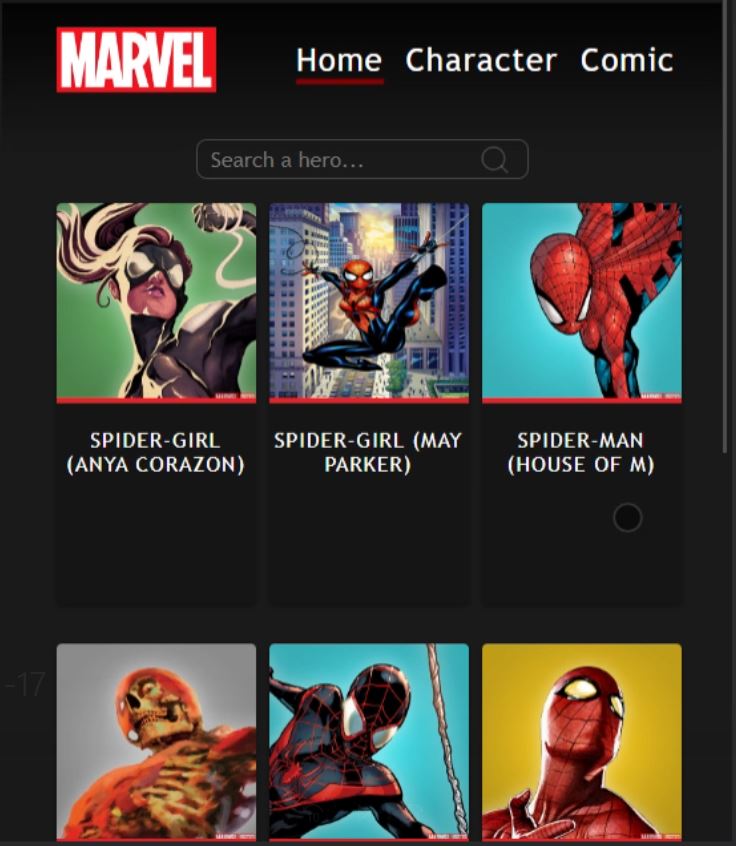 MARVEL
Home Character Comic
Search a hero...
SPIDER-GIRL
(ANYA CORAZON)
SPIDER-GIRL (MAY
PARKER)
SPIDER-MAN
(HOUSE OF M)
-17